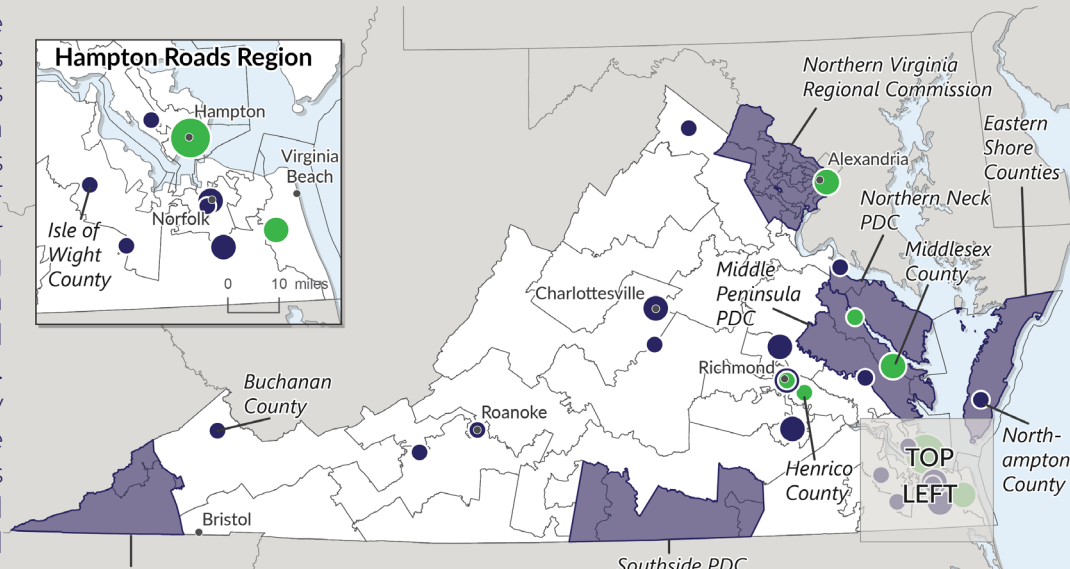 Hampton Roads Region
Hampton
Virginia
Beach
Norfolk
Isle of
Wight
County
0 10 miles
Northern Virginia
Regional Commission
Eastern
Shore
Counties
Alexandria
Northern Neck
PDC
Middlesex
County
Middle
Peninsula
PDC
Charlottesville
Richmond
Buchanan
County
Roanoke
Henrico
County
TOP
LEFT
North-
ampton
County
Bristol
Southside PDC